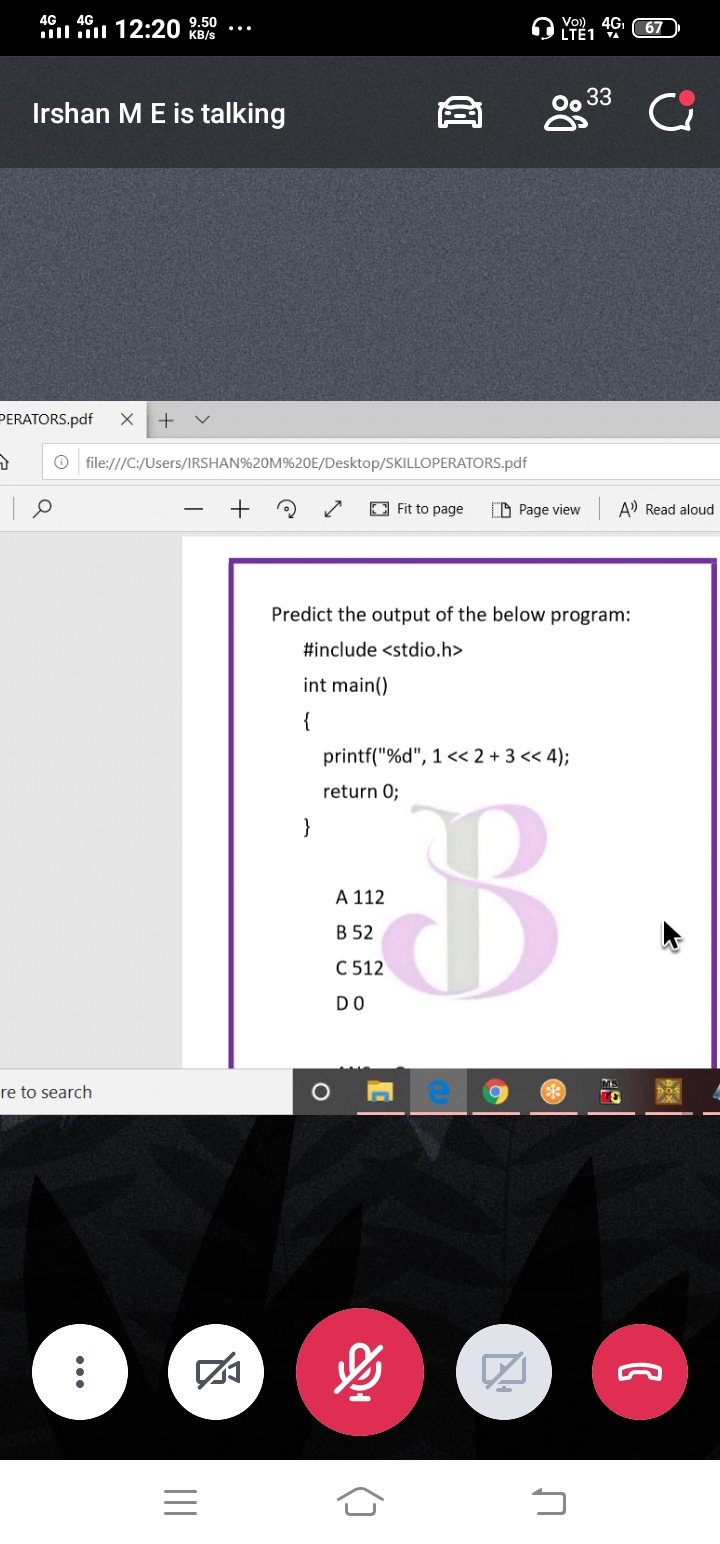 4G 4G 12:20 9.50 KB/s ... Vo)) LTE1 4G 67
Irshan M E is talking 33
PERATORS.pdf
file:///C:/Users/IRSHAN%20M%20E/Desktop/SKILLOPERATORS.pdf
Fit to page Page view Read aloud
Predict the output of the below program:
#include <stdio.h>
int main()
{
printf("%d", 1 << 2 + 3 << 4);
return 0;
}
A 112
B 52
C 512
D 0
re to search